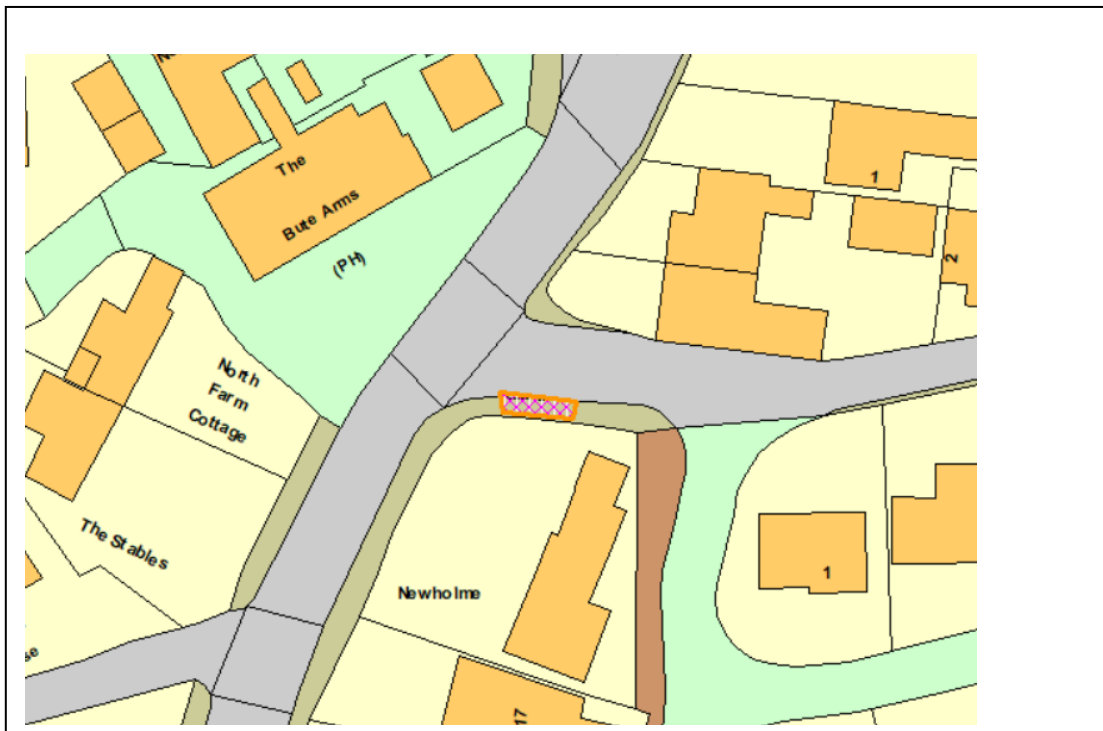 The
Bute Arms
(PH)
1
2
North
Farm
Cottage
The Stables
Newholme
1
17